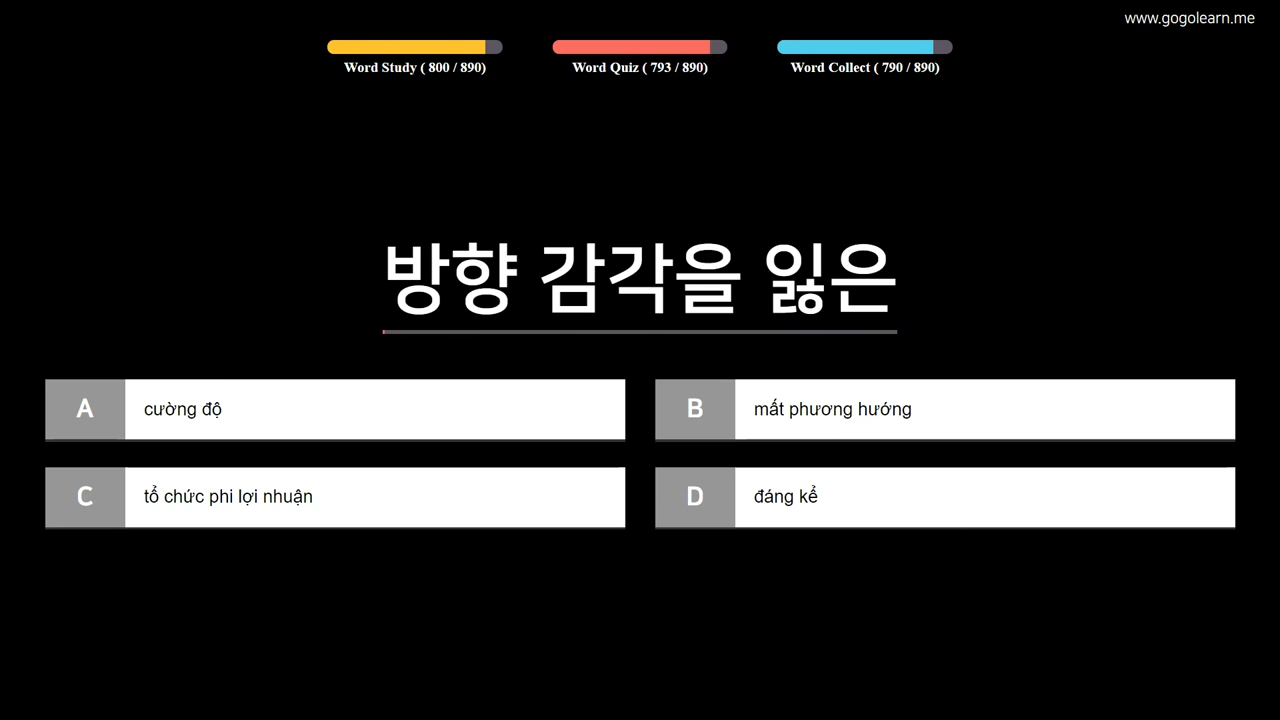 www.gogolearn.me
Word Study ( 800 / 890)
Word Quiz ( 793 / 890)
Word Collect ( 790 / 890)
방향 감각을 잃은
A cường độ
B mất phương hướng
C tổ chức phi lợi nhuận
D đáng kể